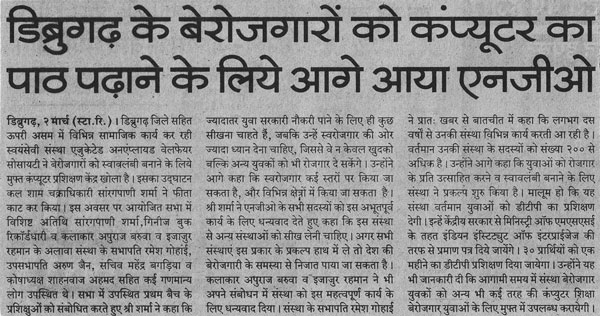 डिब्रुगढ़ के बेरोजगारों को कंप्यूटर का
पाठ पढ़ाने के लिये आगे आया एनजीओ
डिब्रुगढ़, २ मार्च (स्टा.रि.)। डिब्रुगढ़ जिले सहित
ऊपरी असम में विभिन्न सामाजिक कार्य कर रही
स्वयसेवी संस्था एजुकेटेड अनएप्लायड वेलफेयर
सोसायटी ने बेरोजगारों को स्वावलंबी बनाने के लिये
मुफ्त कंप्यूटर प्रशिक्षण केंद्र खोला है। इसका उद्घाटन
कल शाम चक्राधिकारी सांरगपाणी शर्मा ने फीता
काट कर किया। इस अवसर पर आयोजित सभा में
विशिष्ट अतिथि सांरगपाणी शर्मा,गिनीज बुक
रिकॉर्डधारी व कलाकार अपुराज बरुवा व इजाजुर
रहमान के अलावा संस्था के सभापति रमेश गोहाई,
उपसभापति अरुण जैन, सचिव महेंद्र बगड़िया व
कोषाध्यक्ष शाहनवाज अहमद सहित कई गणमान्य
लोग उपस्थित थे। सभा में उपस्थित प्रथम बैच के
प्रशिक्षुओं को संबोधित करते हुए श्री शर्मा ने कहा कि
ज्यादातर युवा सरकारी नौकरी पाने के लिए ही कुछ
सीखना चाहते हैं, जबकि उन्हें स्वरोजगार की ओर
ज्यादा ध्यान देना चाहिए, जिससे वे न केवल खुदको
बल्कि अन्य युवकों को भी रोजगार दे सकेंगे। उन्होंने
आगे कहा कि स्वरोजगार कई स्तरों पर किया जा
सकता है, और विभिन्न क्षेत्रों में किया जा सकता है।
श्री शर्मा ने एनजीओ के सभी सदस्यों को इस अभूतपूर्व
कार्य के लिए धन्यवाद देते हुए कहा कि इस संस्था
से अन्य संस्थाओं को सीख लेनी चाहिए। अगर सभी
संस्थाएं इस प्रकार के प्रकल्प हाथ में ले तो देश की
बेरोजगारी के समस्या से निजात पाया जा सकता है।
कलाकार अपुराज बरुवा व इजाजुर रहमान ने भी
अपने संबोधन में संस्था को इस महत्वपूर्ण कार्य के
लिए धन्यवाद दिया। संस्था के सभापति रमेश गोहाई
ने प्रातः खबर से बातचीत में कहा कि लगभग दस
वर्षों से उनकी संस्था विभिन्न कार्य करती आ रही है।
वर्तमान उनकी संस्था के सदस्यों को संख्या २०० से
अधिक है। उन्होंने आगे कहा कि युवाओं को रोजगार
के प्रति उत्साहित करने व स्वावलंबी बनाने के लिए
संस्था ने प्रकल्प शुरु किया है। मालूम हो कि यह
संस्था वर्तमान युवाओं को डीटीपी का प्रशिक्षण
देगी। इन्हें केंद्रीय सरकार से मिनिस्ट्री ऑफ एमएसएमई
के तहत इंडियन इंस्टिच्युट ऑफ इंटरप्राईजेज की
तरफ से प्रमाण पत्र दिये जायेंगे। ३० प्रार्थियों को एक
महीने का डीटीपी प्रशिक्षण दिया जायेगा। उन्होंने यह
भी जानकारी दी कि आगामी समय में संस्था बेरोजगार
युवकों को अन्य भी कई तरह की कंप्युटर शिक्षा
बेरोजगार युवाओं के लिए मुफ्त में उपलब्ध करायेगी।